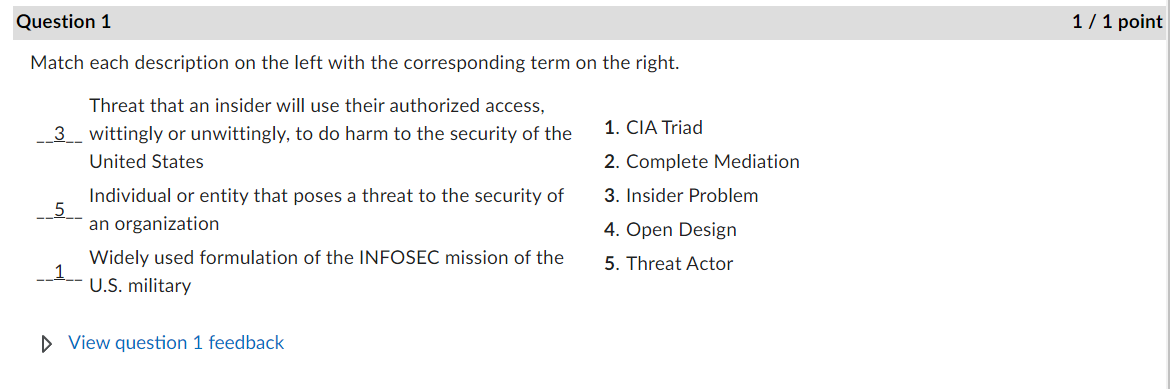 Question 1
1 / 1 point
Match each description on the left with the corresponding term on the right.
Threat that an insider will use their authorized access,
__3__ wittingly or unwittingly, to do harm to the security of the
United States
Individual or entity that poses a threat to the security of
__5__
an organization
Widely used formulation of the INFOSEC mission of the
__1__
U.S. military
1. CIA Triad
2. Complete Mediation
3. Insider Problem
4. Open Design
5. Threat Actor
View question 1 feedback